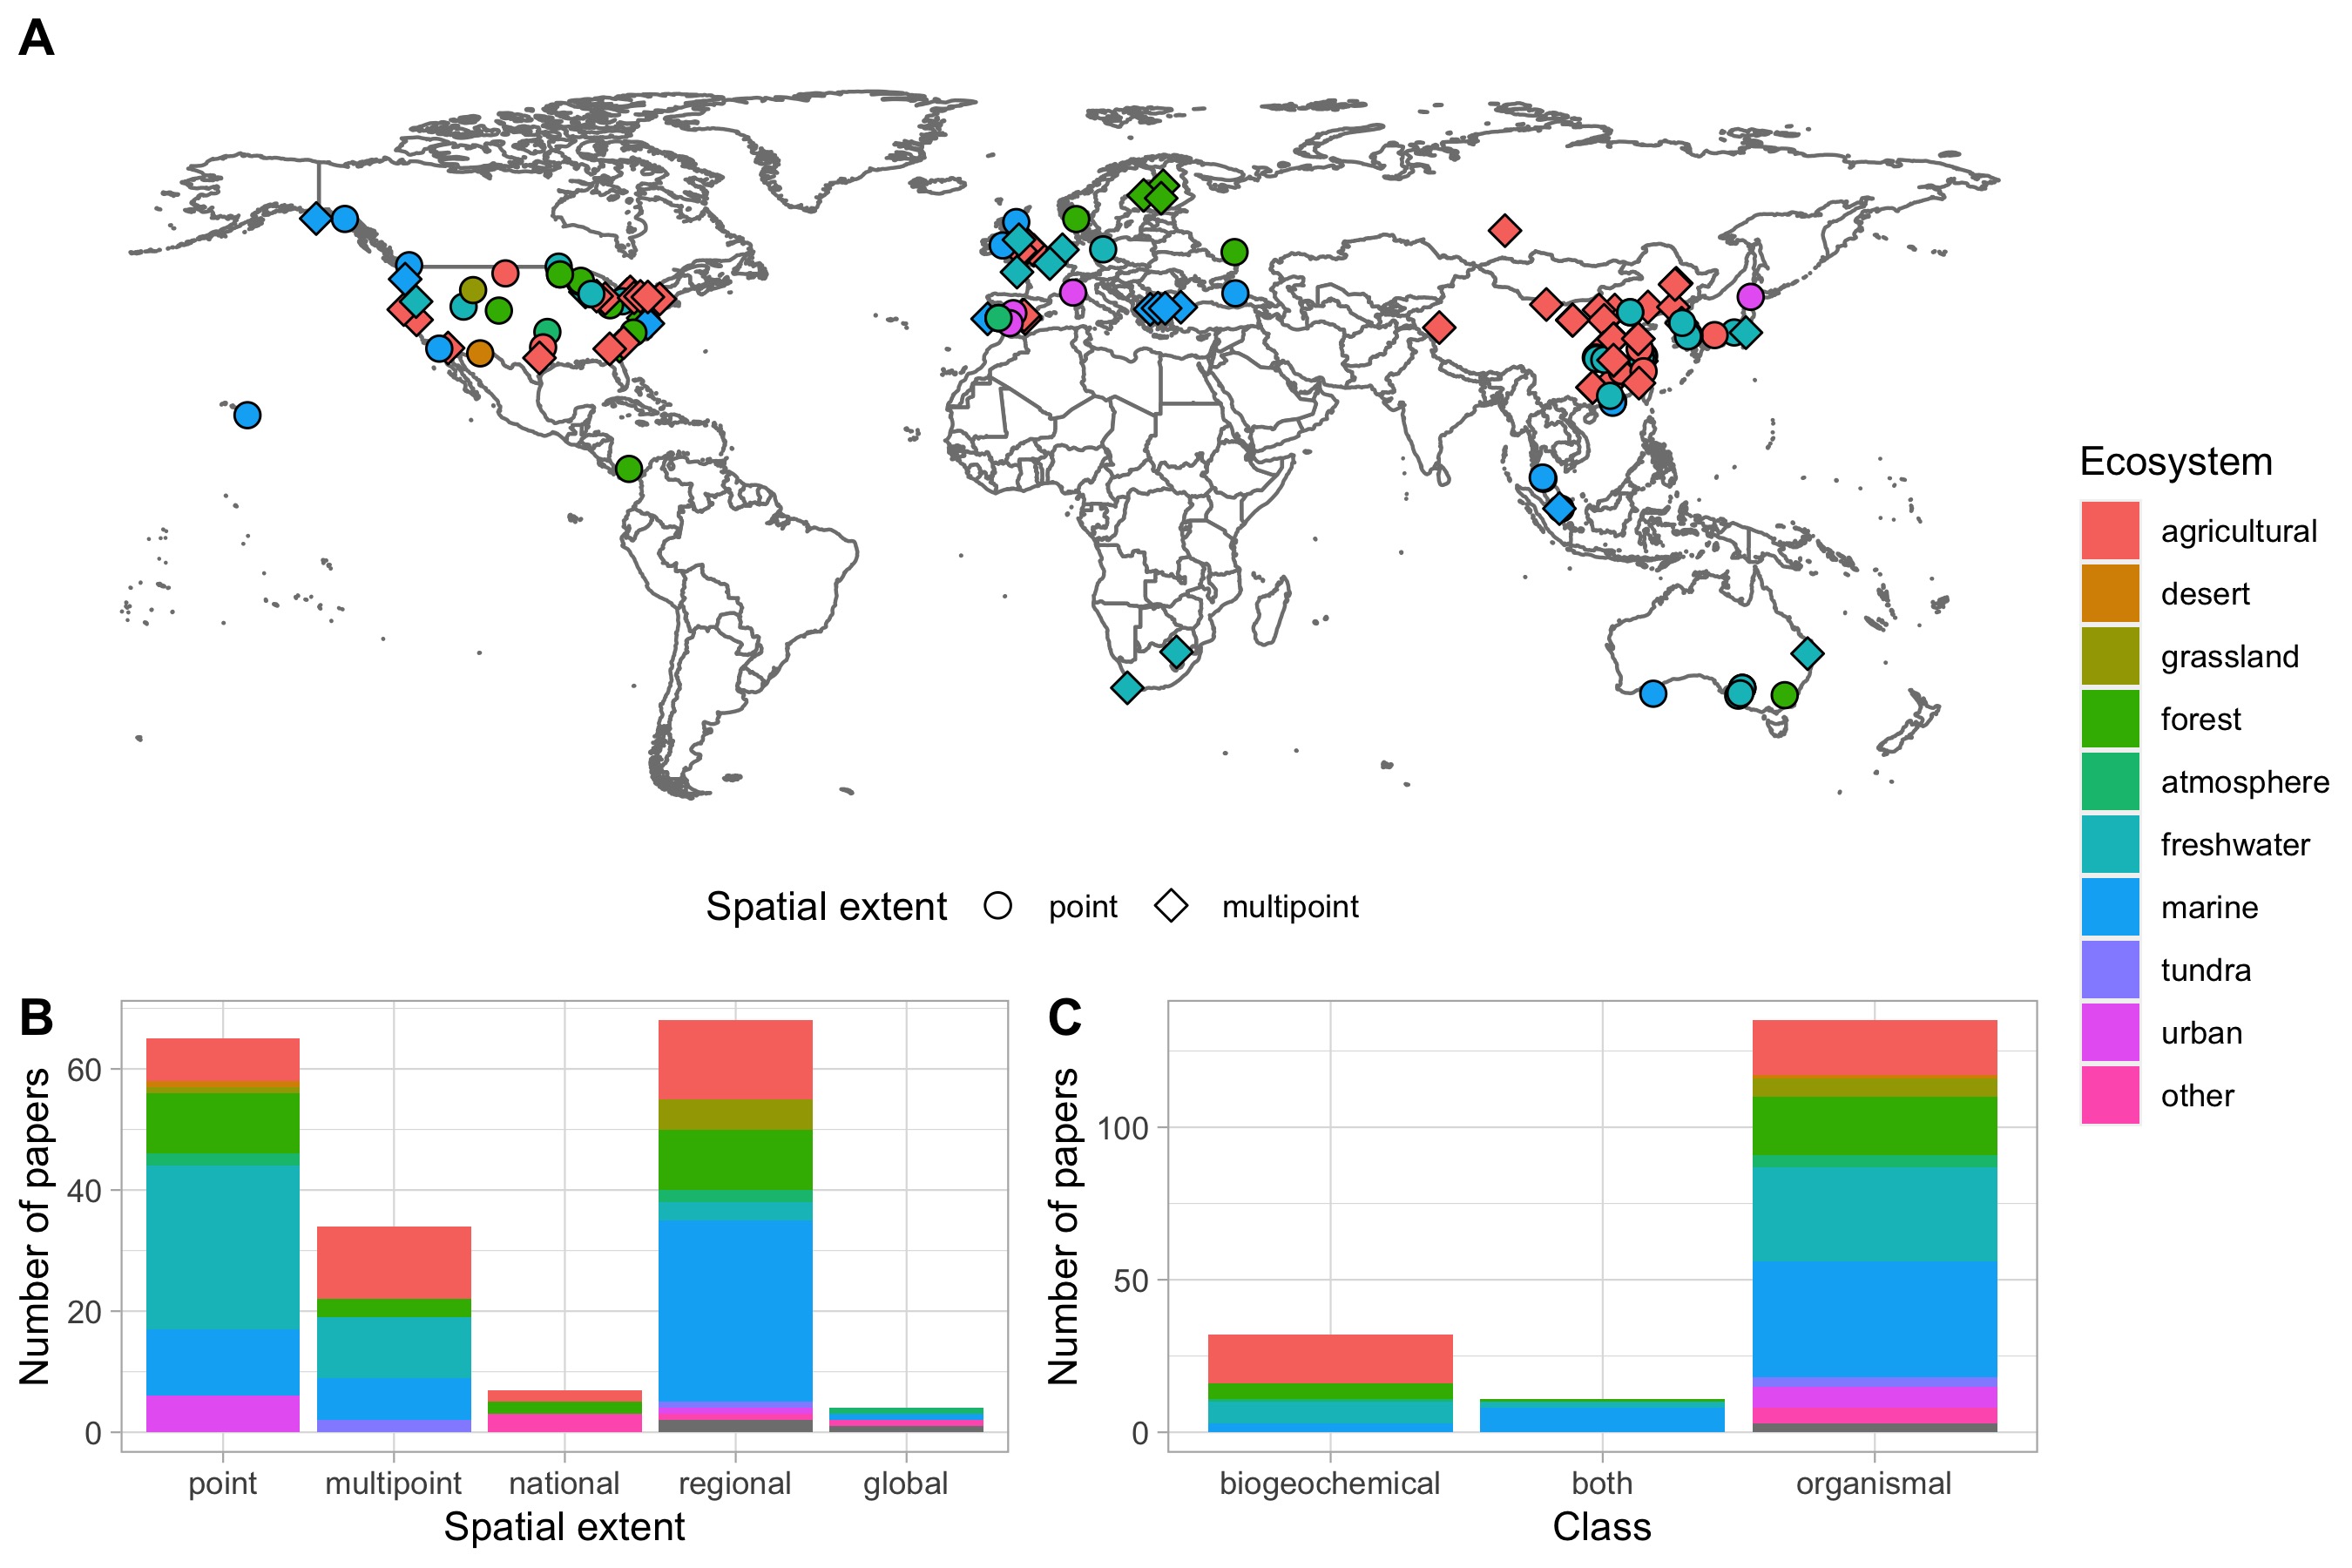 A
Ecosystem
agricultural
desert
grassland
forest
atmosphere
freshwater
marine
tundra
urban
other
Spatial extent point multipoint
B
Number of papers
60
40
20
0
point multipoint national regional global
Spatial extent
C
Number of papers
100
50
0
biogeochemical both organismal
Class